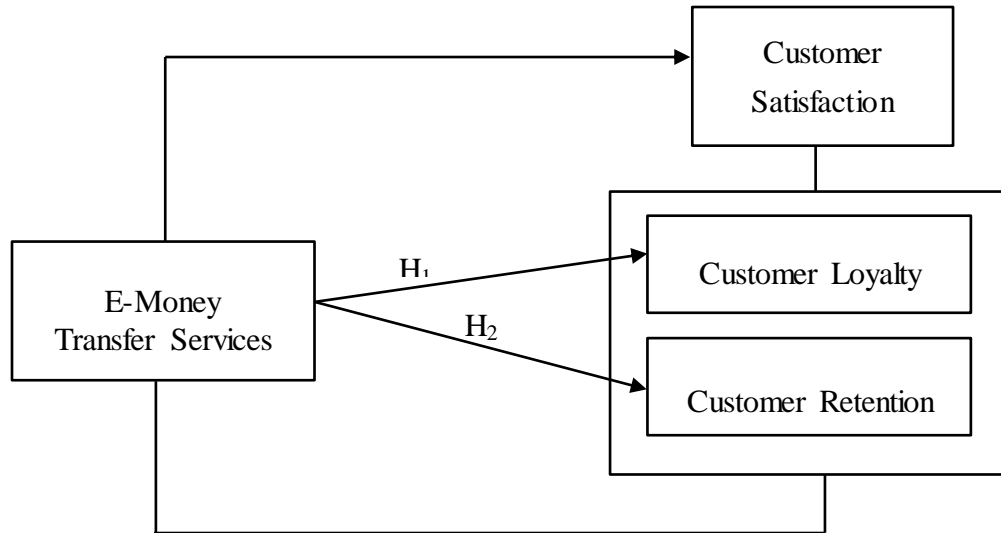 Customer
Satisfaction
H₁
Customer Loyalty
E-Money
Transfer Services
H₂
Customer Retention